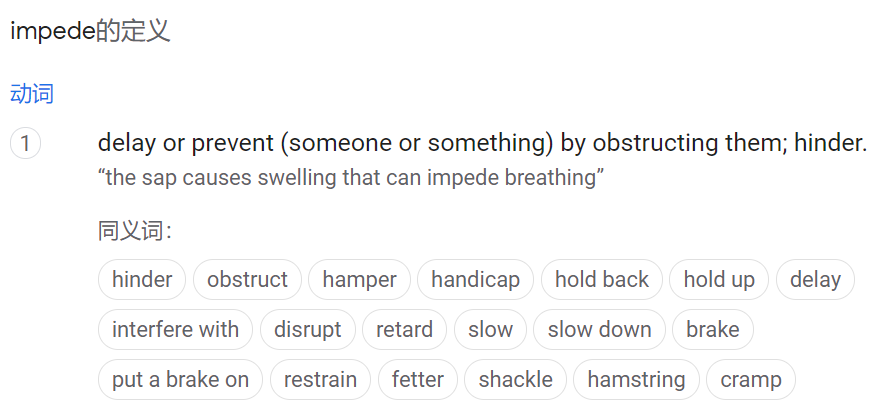 impede的定义
动词
1 delay or prevent (someone or something) by obstructing them; hinder.
“the sap causes swelling that can impede breathing”
同义词：
hinder obstruct hamper handicap hold back hold up delay
interfere with disrupt retard slow slow down brake
put a brake on restrain fetter shackle hamstring cramp